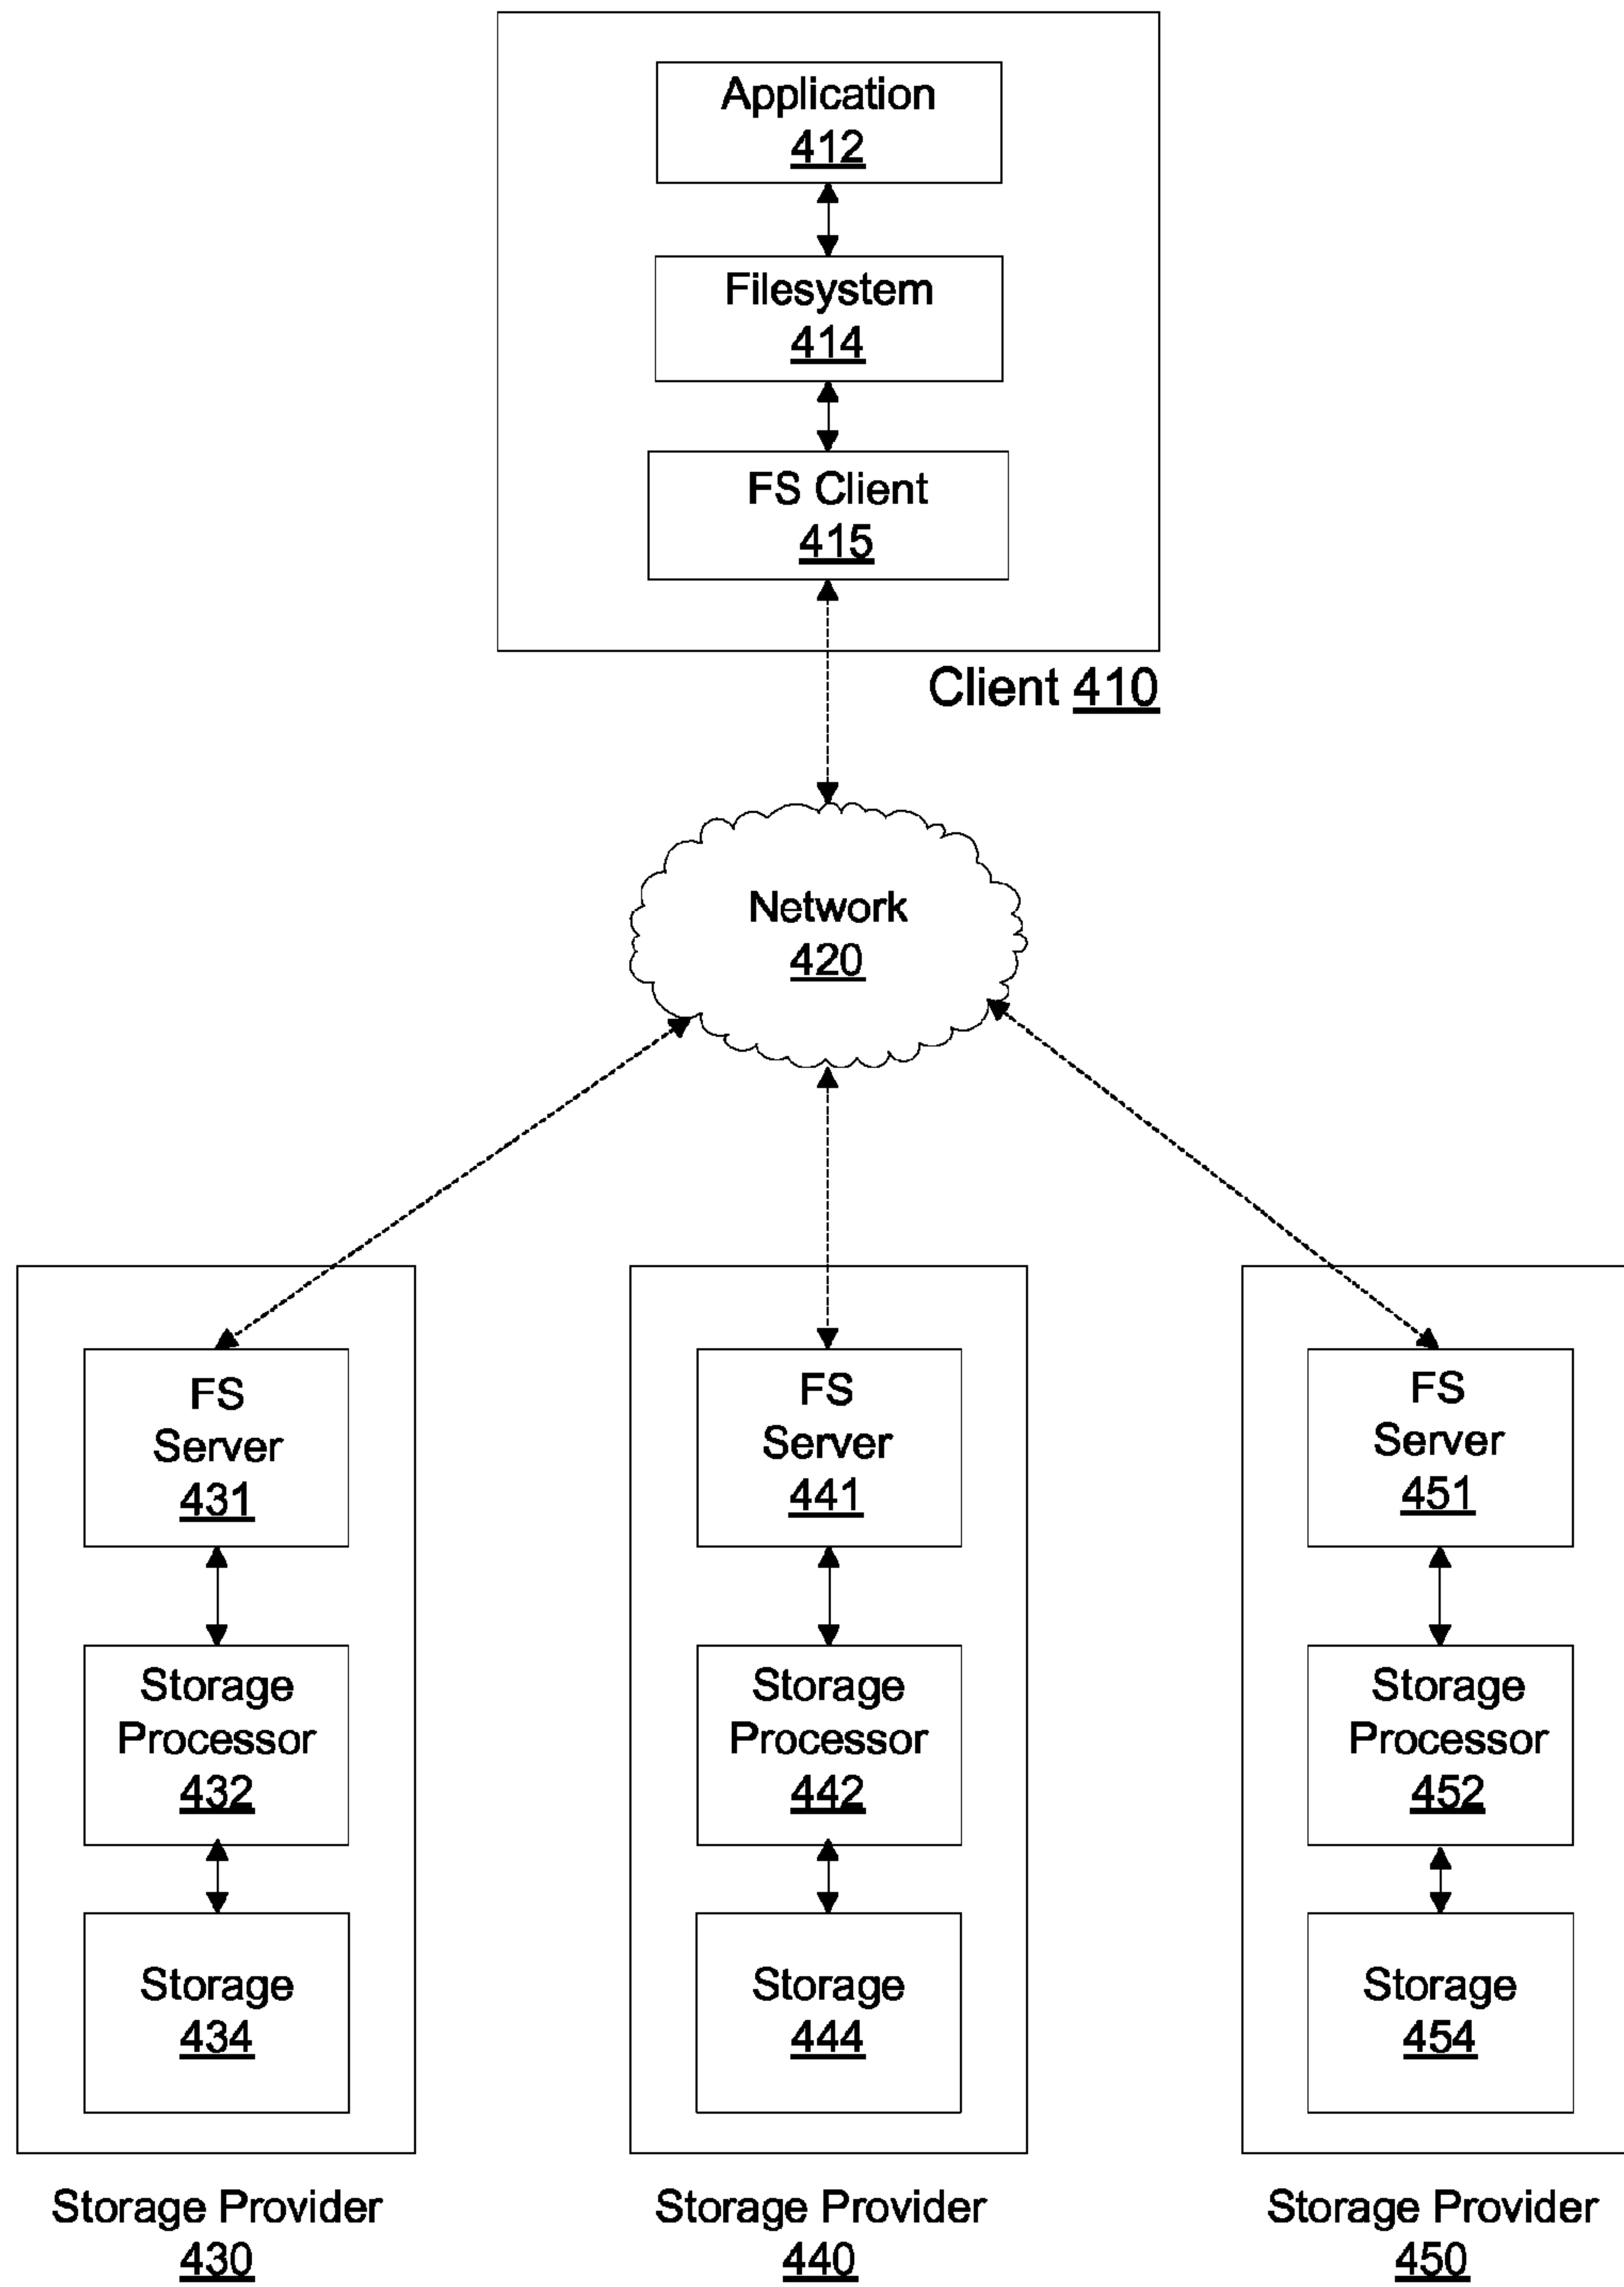 Application
412
Filesystem
414
FS Client
415
Client 410
Network
420
FS
Server
431
Storage
Processor
432
Storage
434
Storage Provider
430
FS
Server
441
Storage
Processor
442
Storage
444
Storage Provider
440
FS
Server
451
Storage
Processor
452
Storage
454
Storage Provider
450